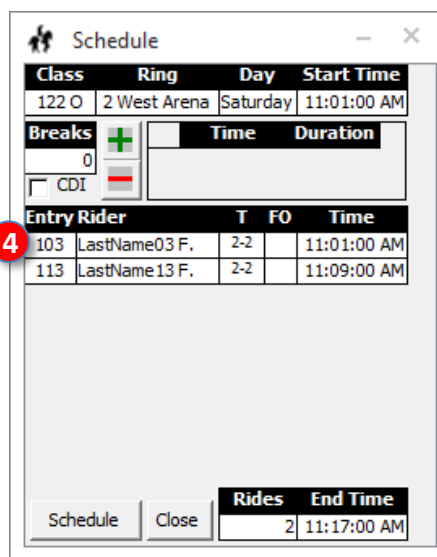 Schedule
Class Ring Day Start Time
122 O 2 West Arena Saturday 11:01:00 AM
Breaks Time Duration
0
CDI
Entry Rider T FO Time
4 103 LastName03 F. 2-2 11:01:00 AM
113 LastName13 F. 2-2 11:09:00 AM
Rides End Time
Schedule Close 2 11:17:00 AM